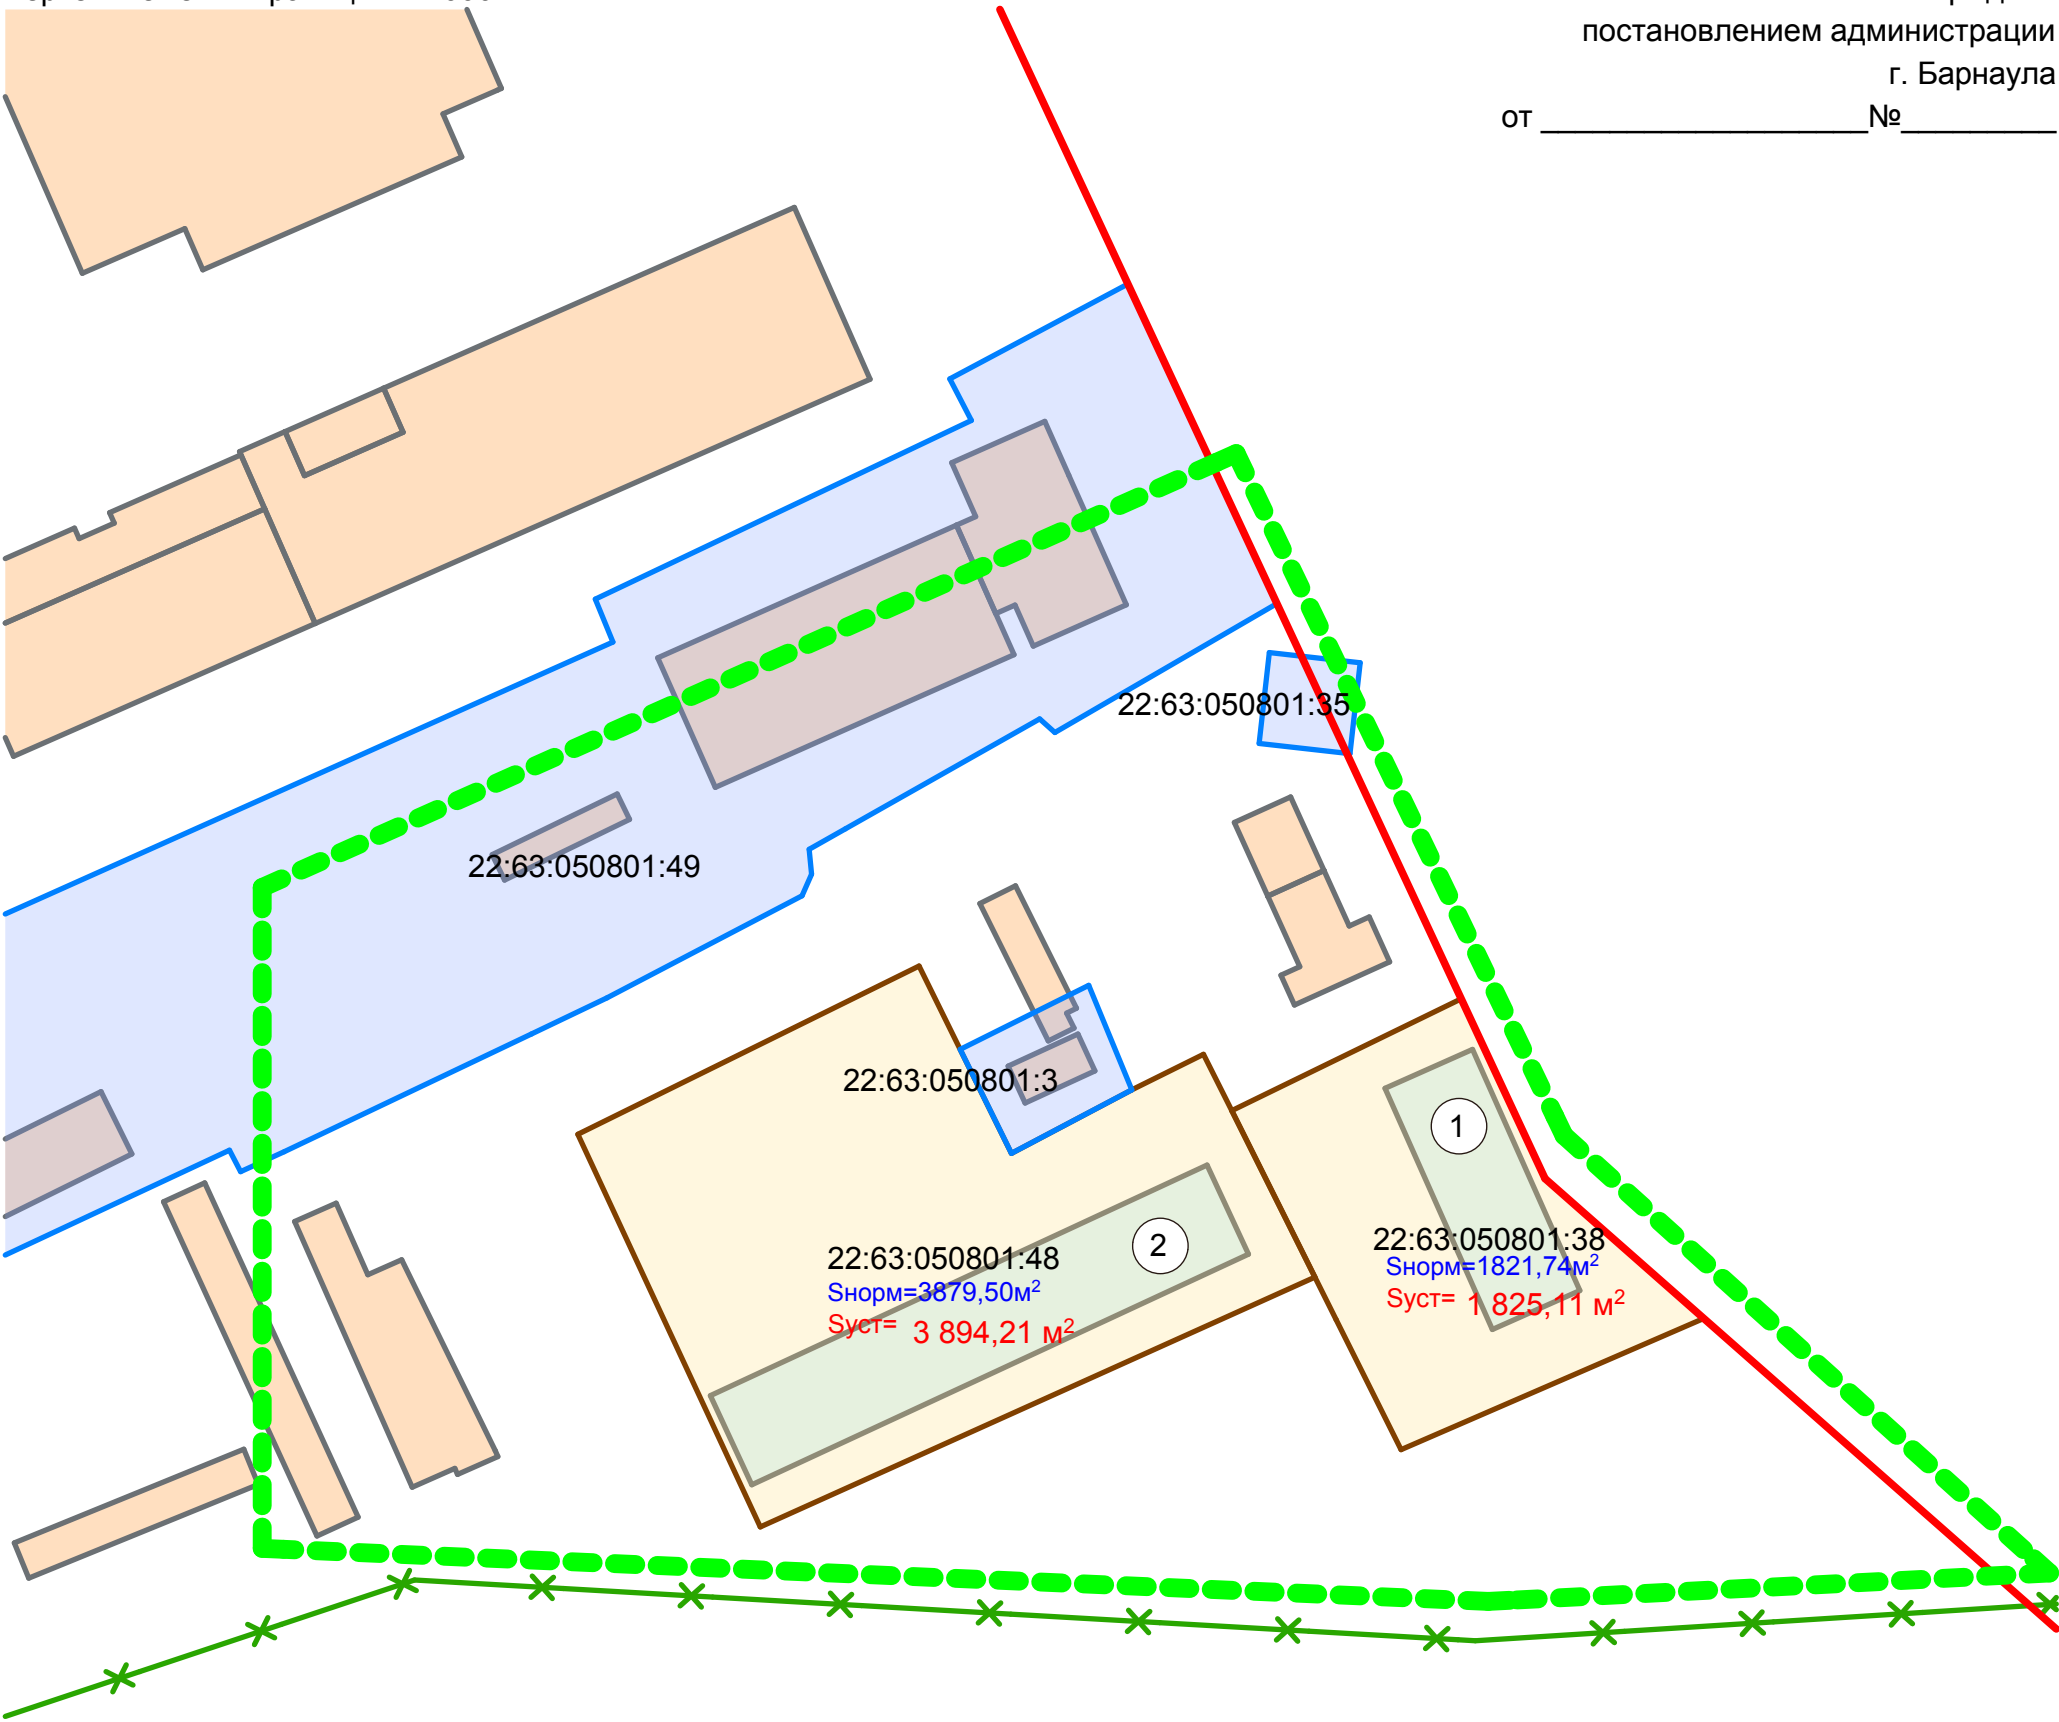 постановлением администрации
г. Барнаула
от ___________________№_________
22:63:050801:35
22:63:050801:49
22:63:050801:3
1
2
22:63:050801:48
Sнорм=3879,50м²
Sуст= 3 894,21 м²
22:63:050801:38
Sнорм=1821,74м²
Sуст= 1 825,11 м²